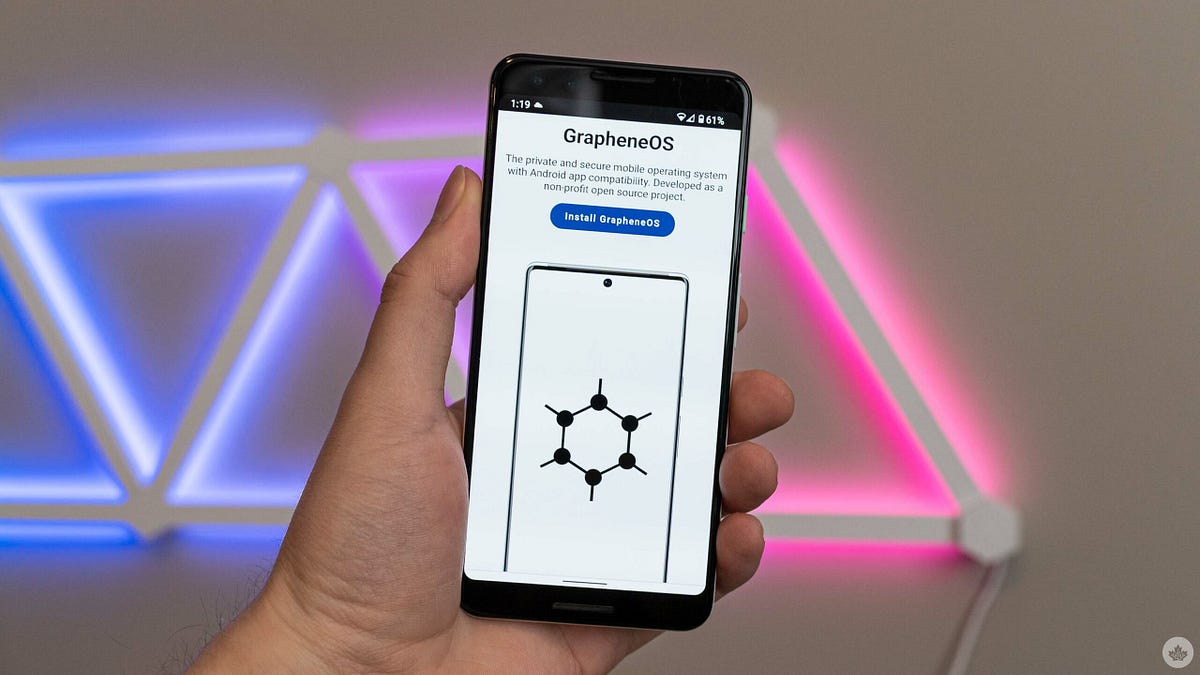 1:19 61%
GrapheneOS
The private and secure mobile operating system
with Android app compatibility. Developed as a
non-profit open source project.
Install GrapheneOS